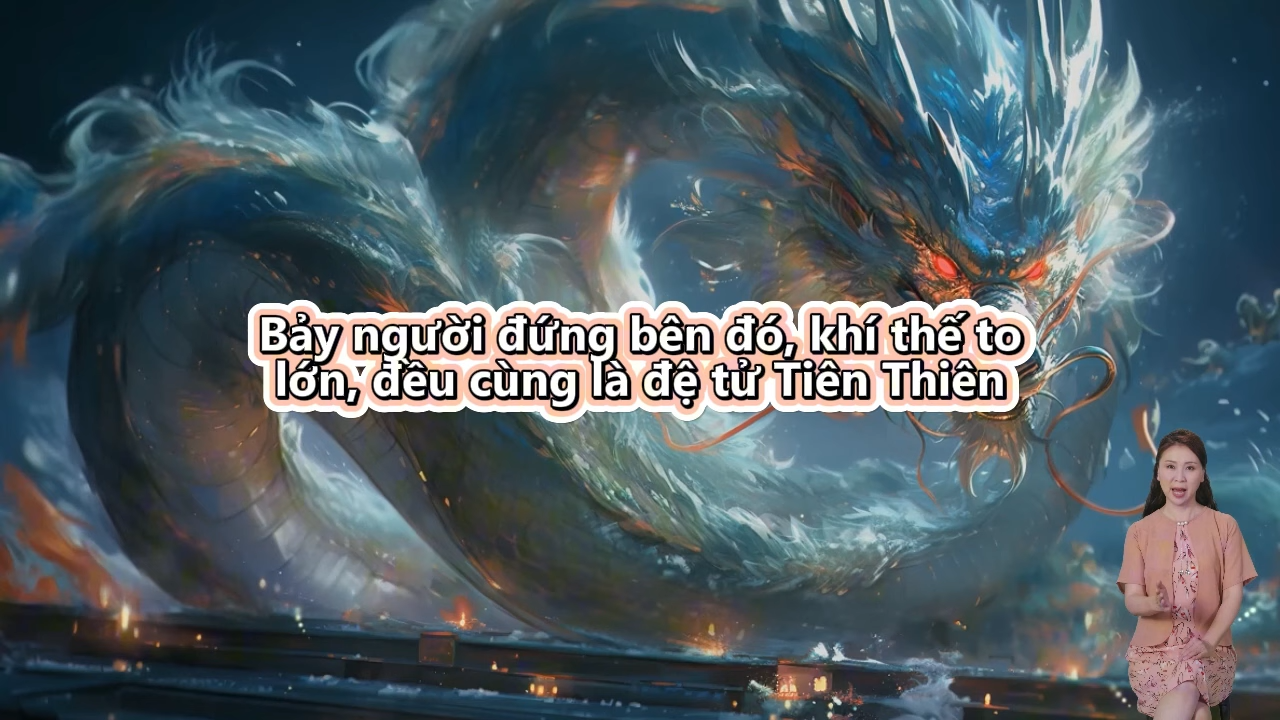 Bảy người đứng bên đó, khí thế to
lớn, đều cùng là đệ tử Tiên Thiên